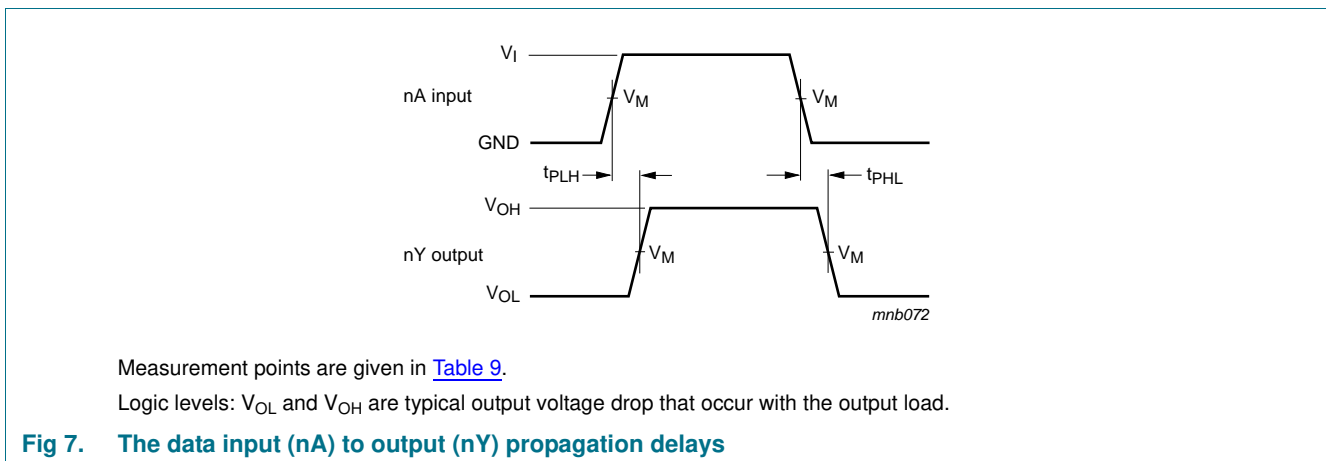 VI
nA input
VM
VM
GND
tPLH
tPHL
VOH
nY output
VM
VM
VOL
mnb072
Measurement points are given in Table 9.
Logic levels: VOL and VOH are typical output voltage drop that occur with the output load.
Fig 7. The data input (nA) to output (nY) propagation delays